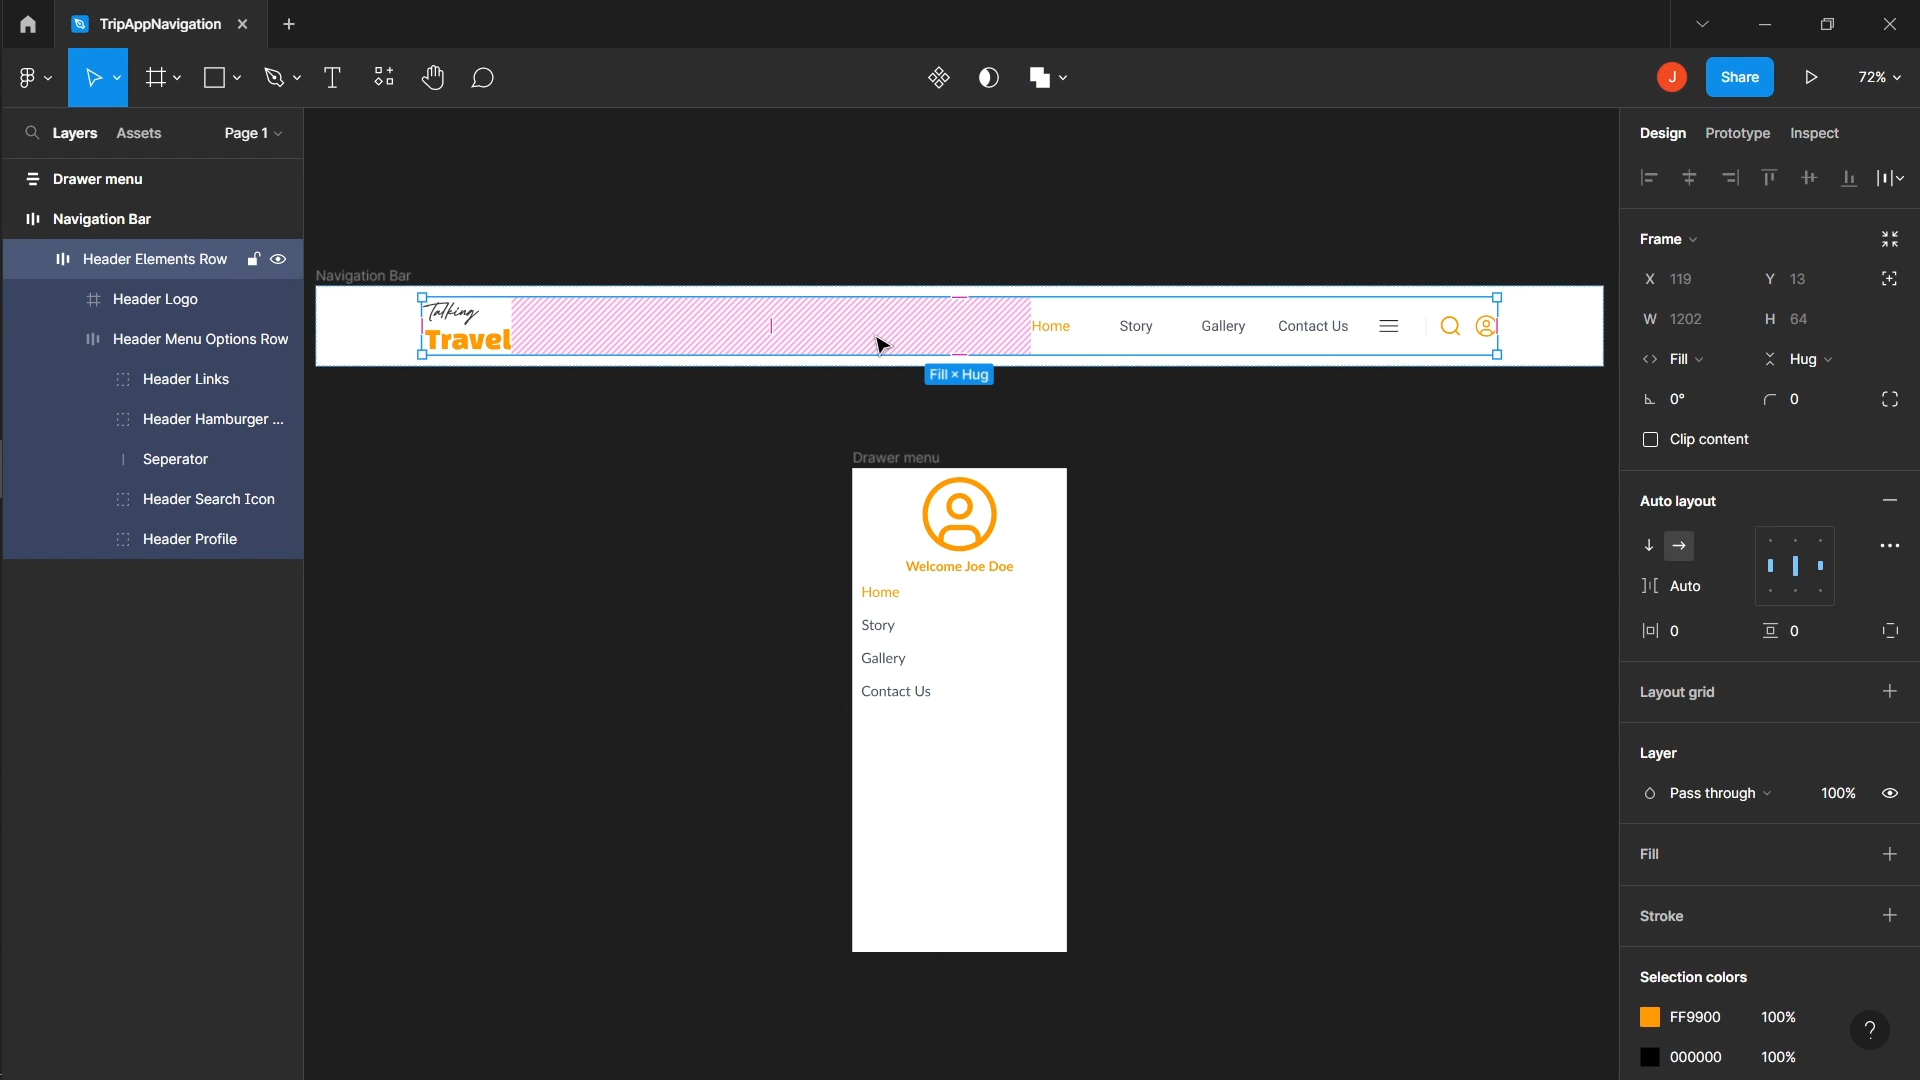 TripAppNavigation
J
Share
72%
Layers
Assets
Page 1
Drawer menu
Navigation Bar
Header Elements Row
Header Logo
Header Menu Options Row
Header Links
Header Hamburger ...
Seperator
Header Search Icon
Header Profile
Navigation Bar
Talking
Travel
Home
Story
Gallery
Contact Us
Fill × Hug
Drawer menu
Welcome Joe Doe
Home
Story
Gallery
Contact Us
Design
Prototype
Inspect
Frame
X 119
Y 13
W 1202
H 64
Fill
Hug
0°
0
Clip content
Auto layout
Auto
0
0
Layout grid
Layer
Pass through
100%
Fill
Stroke
Selection colors
FF9900
100%
000000
100%
?